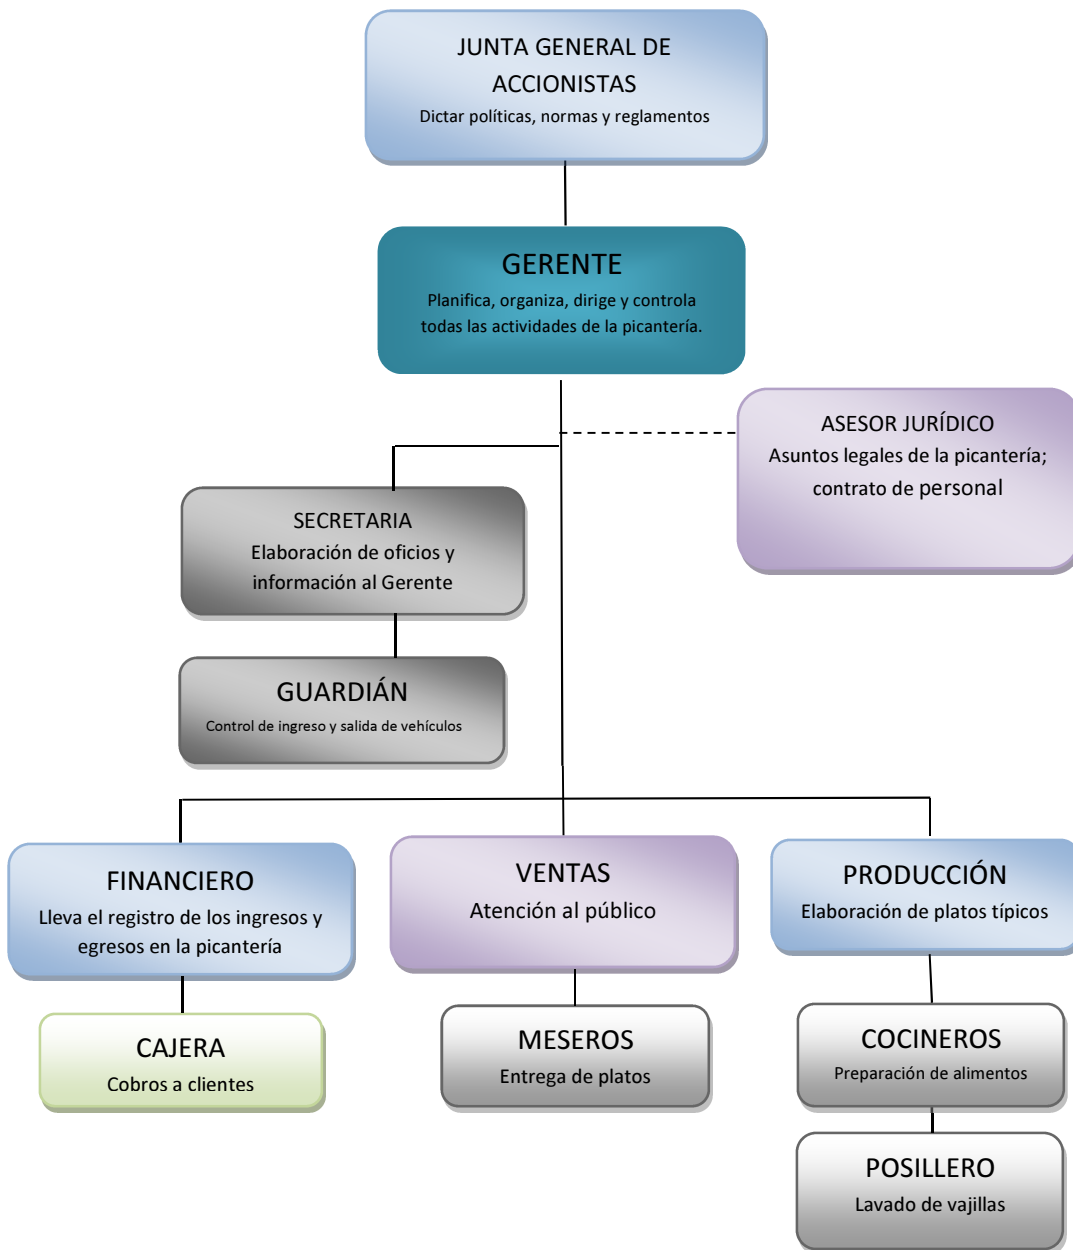 JUNTA GENERAL DE
ACCIONISTAS
Dictar políticas, normas y reglamentos
GERENTE
Planifica, organiza, dirige y controla
todas las actividades de la picantería.
ASESOR JURÍDICO
Asuntos legales de la picantería;
contrato de personal
SECRETARIA
Elaboración de oficios y
información al Gerente
GUARDIÁN
Control de ingreso y salida de vehículos
FINANCIERO
Lleva el registro de los ingresos y
egresos en la picantería
VENTAS
Atención al público
PRODUCCIÓN
Elaboración de platos típicos
CAJERA
Cobros a clientes
MESEROS
Entrega de platos
COCINEROS
Preparación de alimentos
POSILLERO
Lavado de vajillas